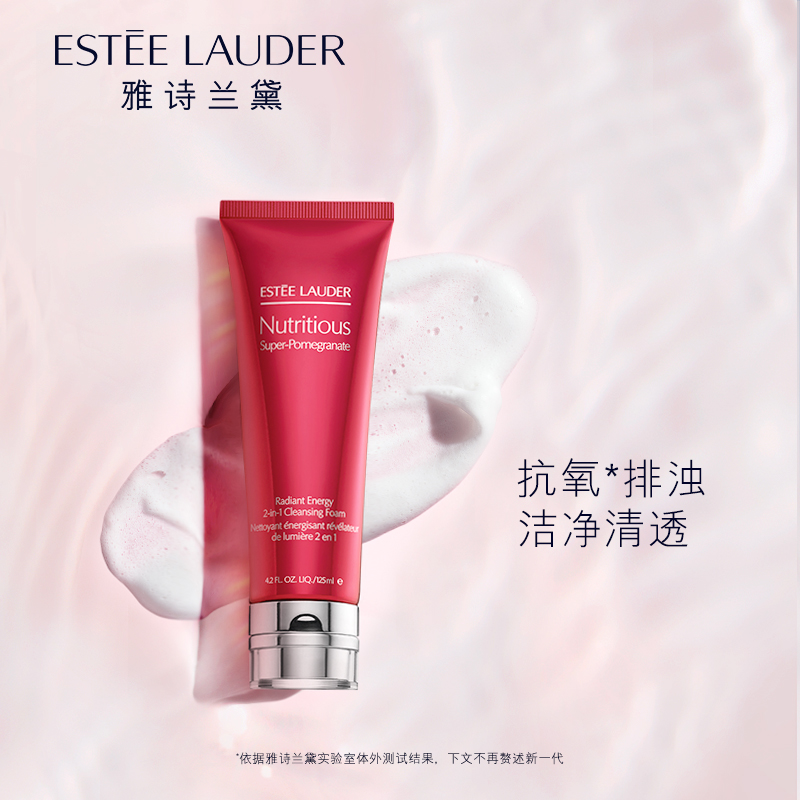 ESTĒE LAUDER
雅诗兰黛
ESTĒE LAUDER
Nutritious
Super-Pomegranate
Radiant Energy
2-in-1 Cleansing Foam
Nettoyant énergisant révélateur
de lumière 2 en 1
4.2 FL. OZ. LIQ./125ml e
抗氧*排浊
洁净清透
*依据雅诗兰黛实验室体外测试结果，下文不再赘述新一代